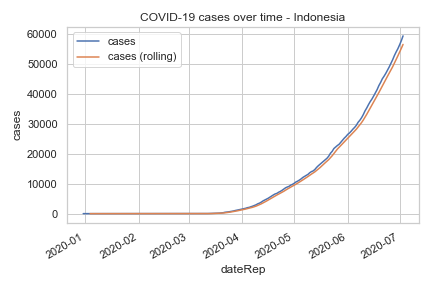 COVID-19 cases over time - Indonesia
cases
cases (rolling)
60000
50000
40000
30000
20000
10000
0
cases
2020-01
2020-02
2020-03
2020-04
2020-05
2020-06
2020-07
dateRep